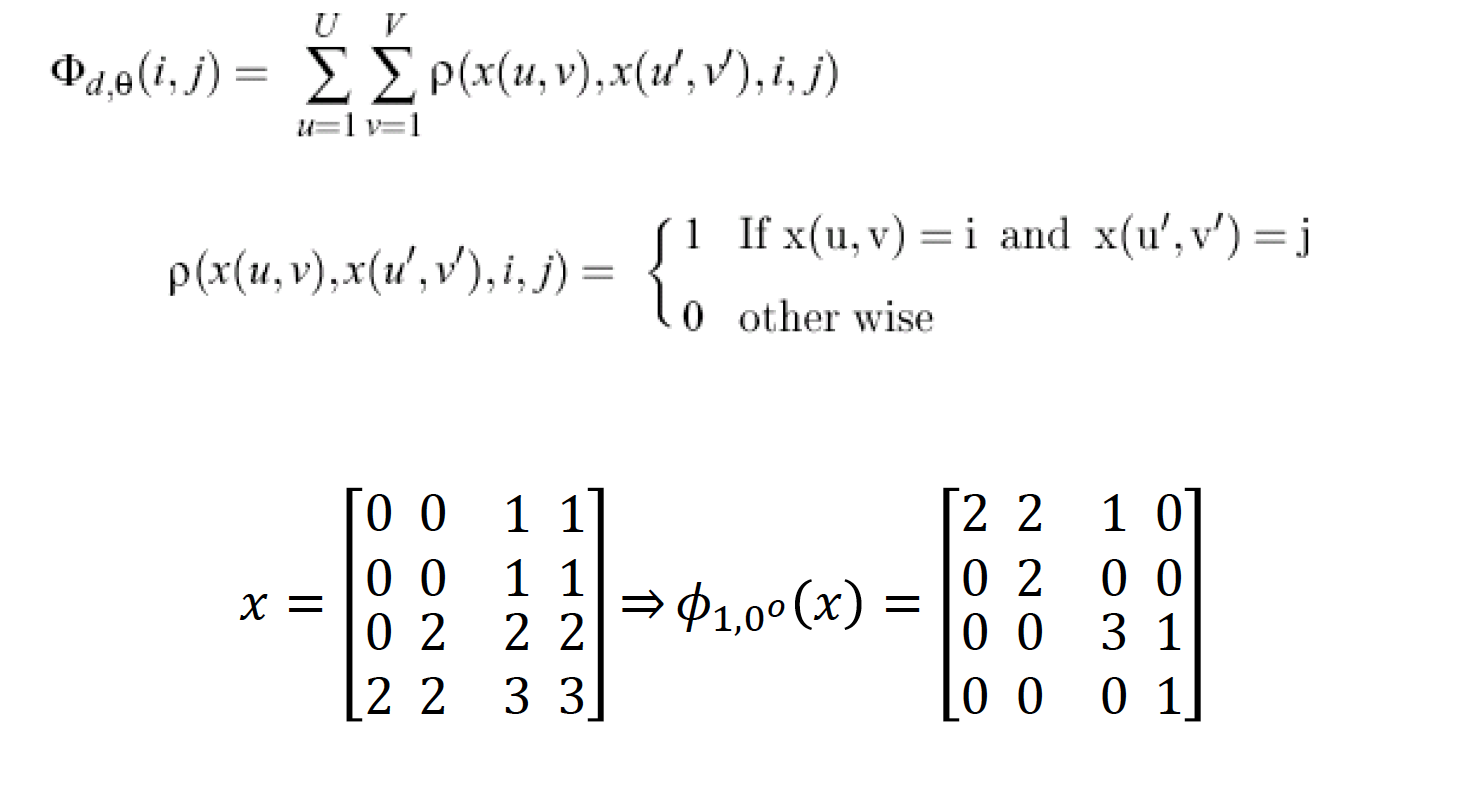 Φ_{d,θ}(i, j) = \sum_{u=1}^{U} \sum_{v=1}^{V} ρ(x(u, v),x(u′, v′), i, j)
ρ(x(u, v),x(u′, v′), i, j) = { 1 If x(u, v) = i and x(u′, v′) = j
0 other wise
x = [0 0 1 1; 0 0 1 1; 0 2 2 2; 2 2 3 3] ⇒ ϕ_{1,0^o}(x) = [2 2 1 0; 0 2 0 0; 0 0 3 1; 0 0 0 1]